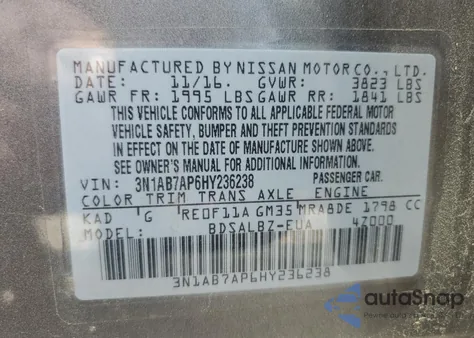 MANUFACTURED BY NISSAN MOTOR CO., LTD.
DATE: 11/16. GVWR: 3823 LBS
GAWR FR: 1995 LBS GAWR RR: 1841 LBS
THIS VEHICLE CONFORMS TO ALL APPLICABLE FEDERAL MOTOR
VEHICLE SAFETY, BUMPER AND THEFT PREVENTION STANDARDS
IN EFFECT ON THE DATE OF MANUFACTURE SHOWN ABOVE.
SEE OWNER'S MANUAL FOR ADDITIONAL INFORMATION.
VIN: 3N1AB7AP6HY236238 PASSENGER CAR.
COLOR TRIM TRANS AXLE ENGINE
KAD G RE0F11A GM35 MRA8DE 1798 CC
MODEL: BDSALBZ-EUA 47000
3N1AB7AP6HY236238
autoSnap